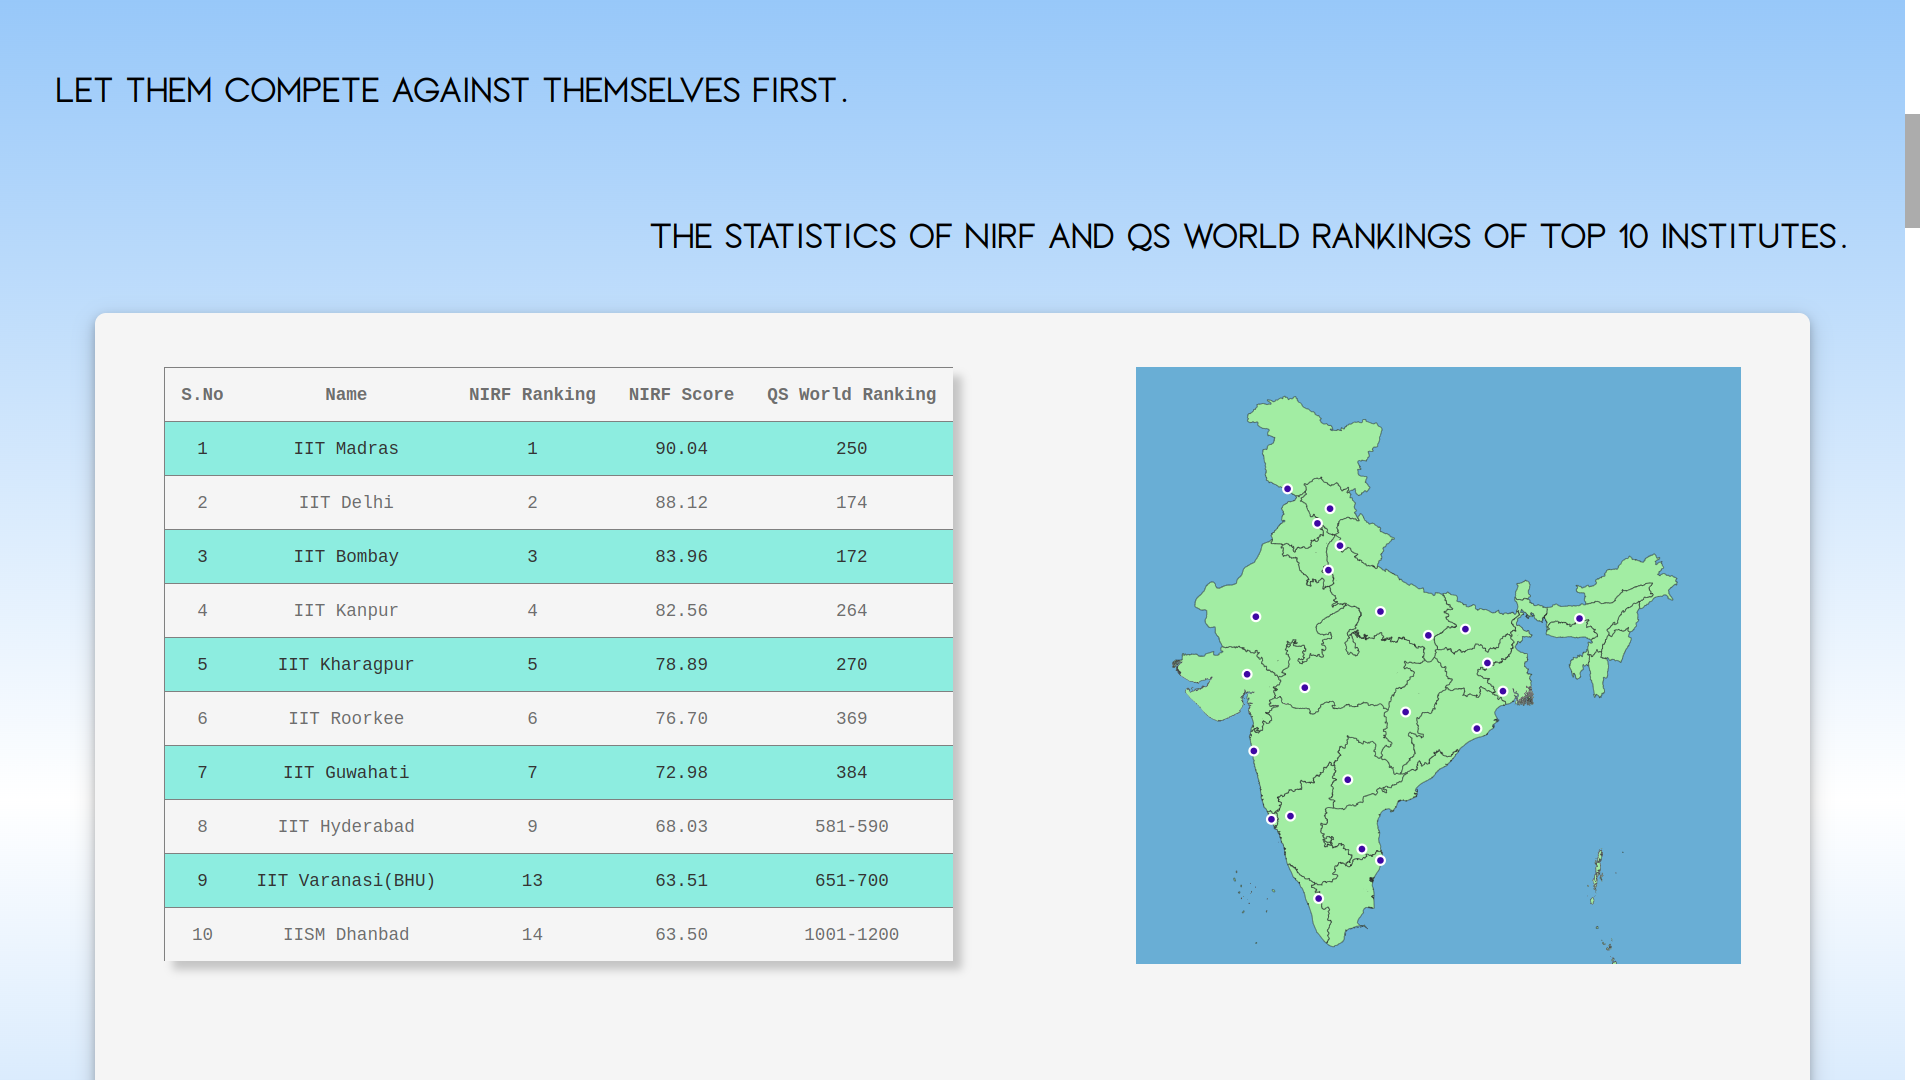 LET THEM COMPETE AGAINST THEMSELVES FIRST.
THE STATISTICS OF NIRF AND QS WORLD RANKINGS OF TOP 10 INSTITUTES.
S.No Name NIRF Ranking NIRF Score QS World Ranking
1 IIT Madras 1 90.04 250
2 IIT Delhi 2 88.12 174
3 IIT Bombay 3 83.96 172
4 IIT Kanpur 4 82.56 264
5 IIT Kharagpur 5 78.89 270
6 IIT Roorkee 6 76.70 369
7 IIT Guwahati 7 72.98 384
8 IIT Hyderabad 9 68.03 581-590
9 IIT Varanasi(BHU) 13 63.51 651-700
10 IISM Dhanbad 14 63.50 1001-1200